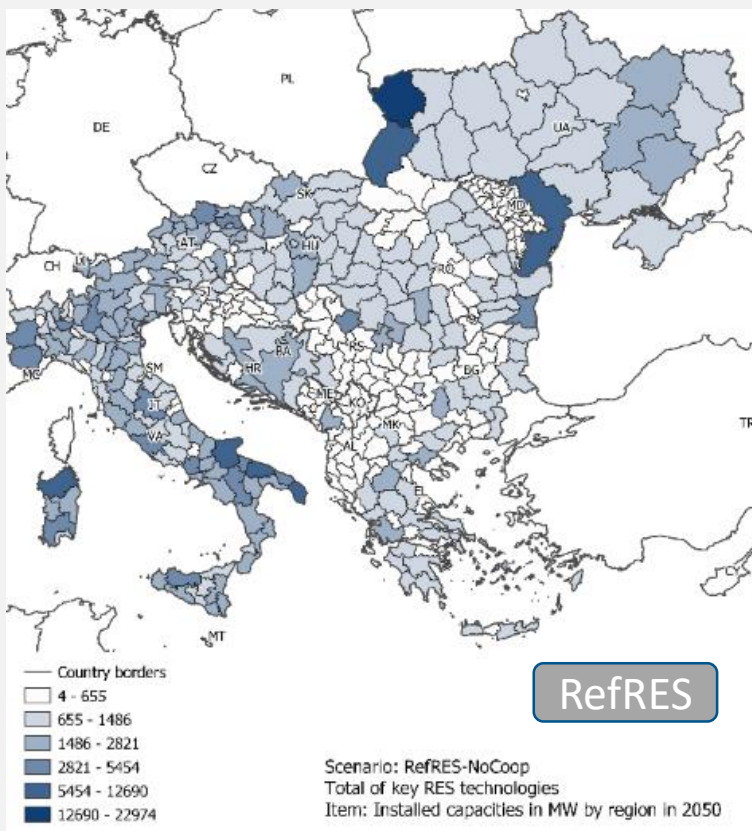 PL
DE
UA
CZ
SK
MD
AT
HU
LI
CH
RO
SI
RS
BA
HR
MC
SM
BG
ME
IT
KO
VA
MK
TR
AL
EL
MT
Country borders
4 - 655
655 - 1486
1486 - 2821
2821 - 5454
5454 - 12690
12690 - 22974
RefRES
Scenario: RefRES-NoCoop
Total of key RES technologies
Item: Installed capacities in MW by region in 2050